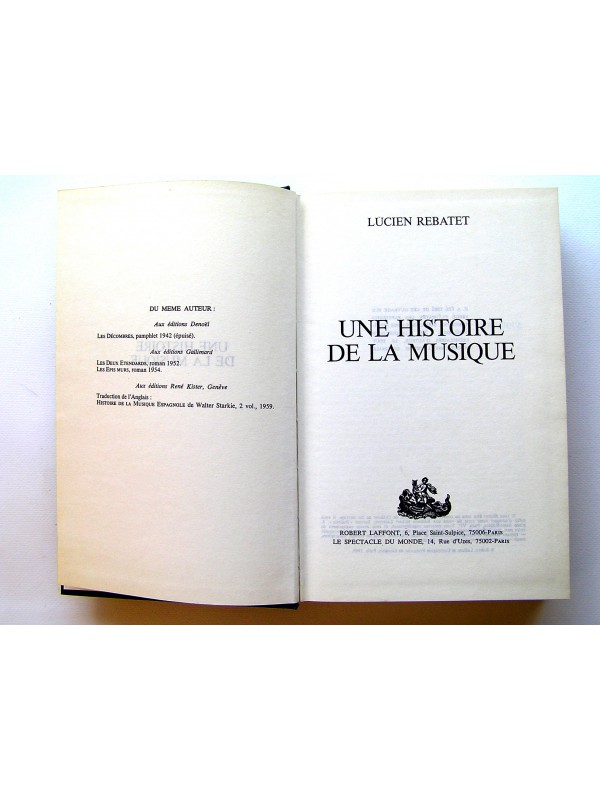 DU MEME AUTEUR :
Aux éditions Denoël
LES DÉCOMBRES, pamphlet 1942 (épuisé).
Aux éditions Gallimard
LES DEUX ETENDARDS, roman 1952.
LES EPIS MURS, roman 1954.
Aux éditions René Kister, Genève
Traduction de l'Anglais :
HISTOIRE DE LA MUSIQUE ESPAGNOLE de Walter Starkie, 2 vol., 1959.
LUCIEN REBATET
UNE HISTOIRE
DE LA MUSIQUE
ROBERT LAFFONT, 6, Place Saint-Sulpice, 75006-PARIS
LE SPECTACLE DU MONDE, 14, Rue d'Uzès, 75002-PARIS